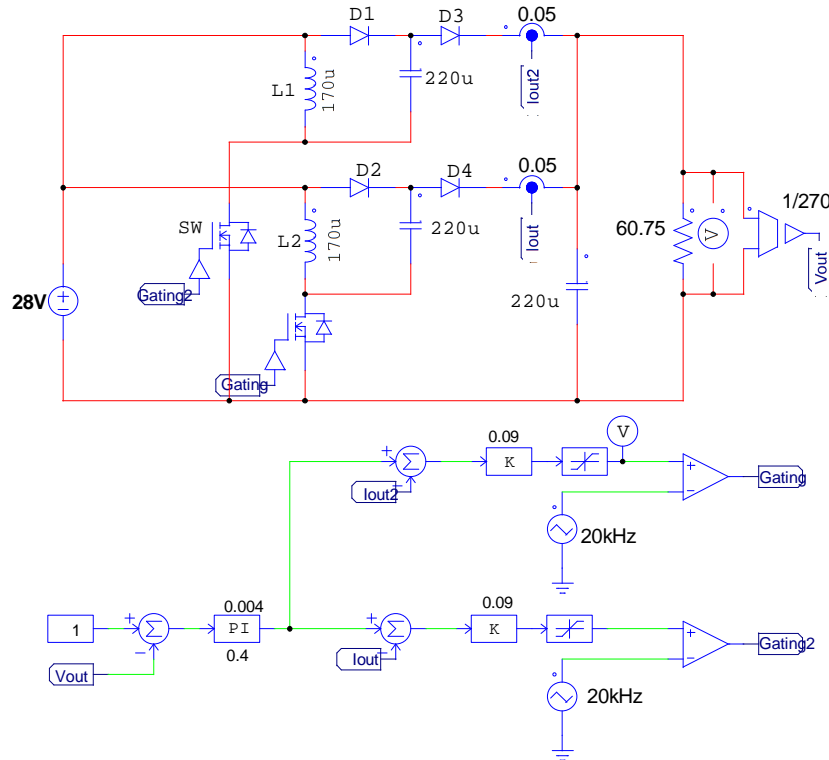 D1
D3
0.05
L1
170u
220u
Iout2
D2
D4
0.05
SW
L2
170u
220u
Iout
60.75
V
1/270
Vout
Gating2
28V
220u
Gating
V
0.09
K
Iout2
Gating
20kHz
0.004
0.09
1
PI
K
0.4
Iout
Gating2
Vout
20kHz